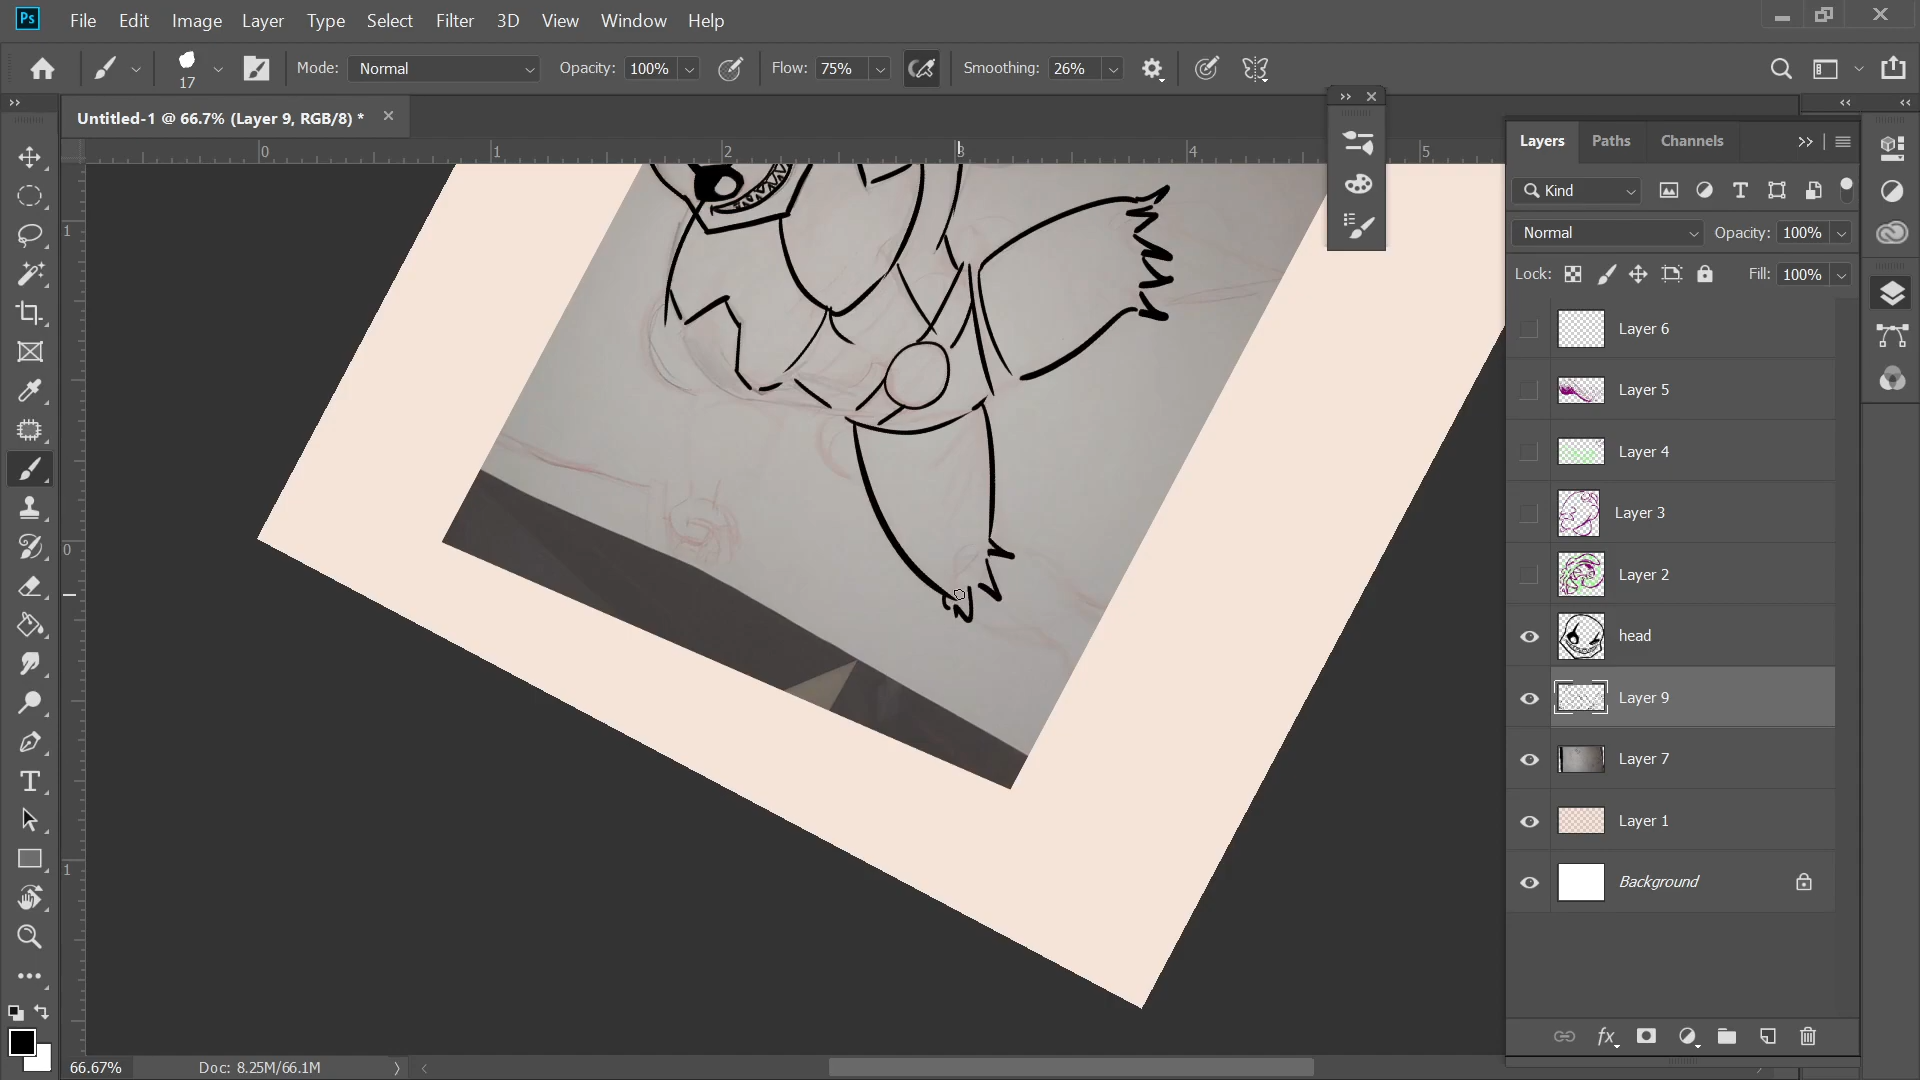 Ps File Edit Image Layer Type Select Filter 3D View Window Help
17 Mode: Normal Opacity: 100% Flow: 75% Smoothing: 26%
Untitled-1 @ 66.7% (Layer 9, RGB/8) *
0 1 2 3 4 5
1
0
1
Layers Paths Channels
Kind
Normal Opacity: 100%
Lock: Fill: 100%
Layer 6
Layer 5
Layer 4
Layer 3
Layer 2
head
Layer 9
Layer 7
Layer 1
Background
66.67% Doc: 8.25M/66.1M